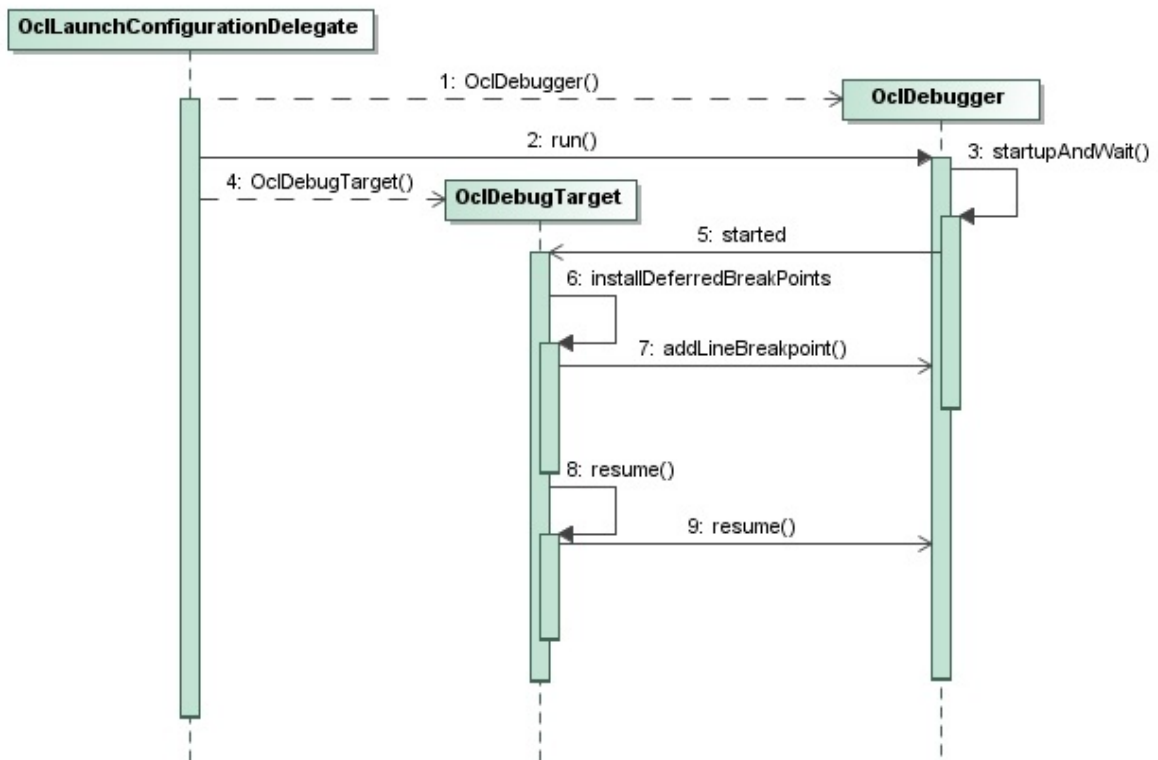 OclLaunchConfigurationDelegate
1: OclDebugger()
OclDebugger
2: run()
3: startupAndWait()
4: OclDebugTarget()
OclDebugTarget
5: started
6: installDeferredBreakPoints
7: addLineBreakpoint()
8: resume()
9: resume()